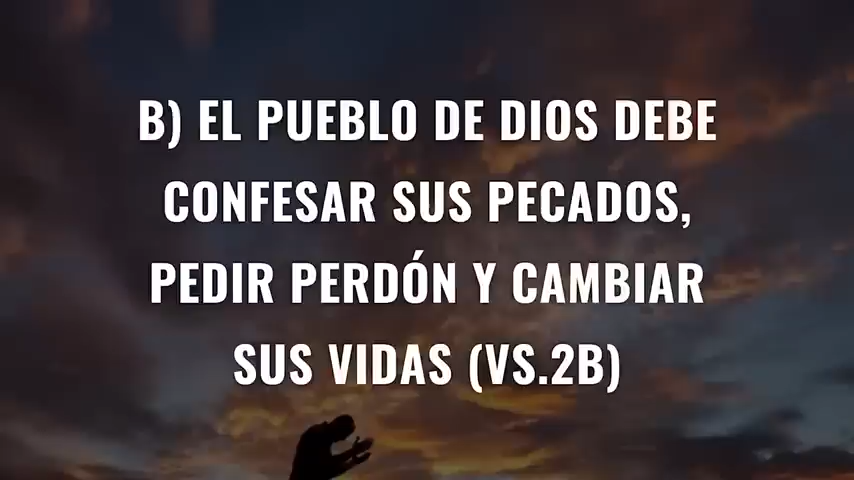 B) EL PUEBLO DE DIOS DEBE
CONFESAR SUS PECADOS,
PEDIR PERDÓN Y CAMBIAR
SUS VIDAS (VS.2B)